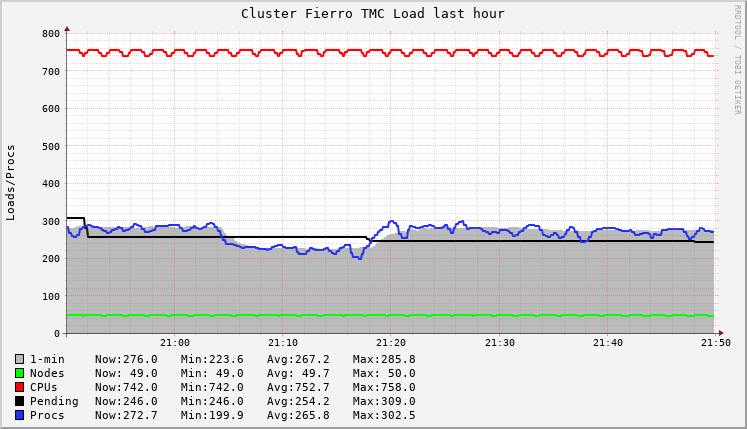 Cluster Fierro TMC Load last hour
RRDTOOL / TOBI OETIKER
Loads/Procs
800
700
600
500
400
300
200
100
0
21:00 21:10 21:20 21:30 21:40 21:50
1-min Now:276.0 Min:223.6 Avg:267.2 Max:285.8
Nodes Now: 49.0 Min: 49.0 Avg: 49.7 Max: 50.0
CPUs Now:742.0 Min:742.0 Avg:752.7 Max:758.0
Pending Now:246.0 Min:246.0 Avg:254.2 Max:309.0
Procs Now:272.7 Min:199.9 Avg:265.8 Max:302.5